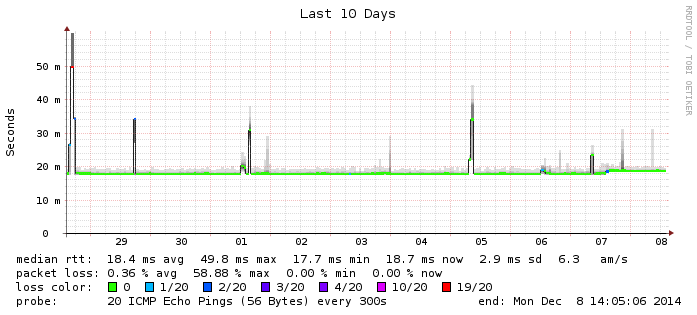 Last 10 Days
RRDTOOL / TOBI OETIKER
Seconds
50 m
40 m
30 m
20 m
10 m
0
29 30 01 02 03 04 05 06 07 08
median rtt: 18.4 ms avg 49.8 ms max 17.7 ms min 18.7 ms now 2.9 ms sd 6.3 am/s
packet loss: 0.36 % avg 58.88 % max 0.00 % min 0.00 % now
loss color: 0 1/20 2/20 3/20 4/20 10/20 19/20
probe: 20 ICMP Echo Pings (56 Bytes) every 300s end: Mon Dec 8 14:05:06 2014